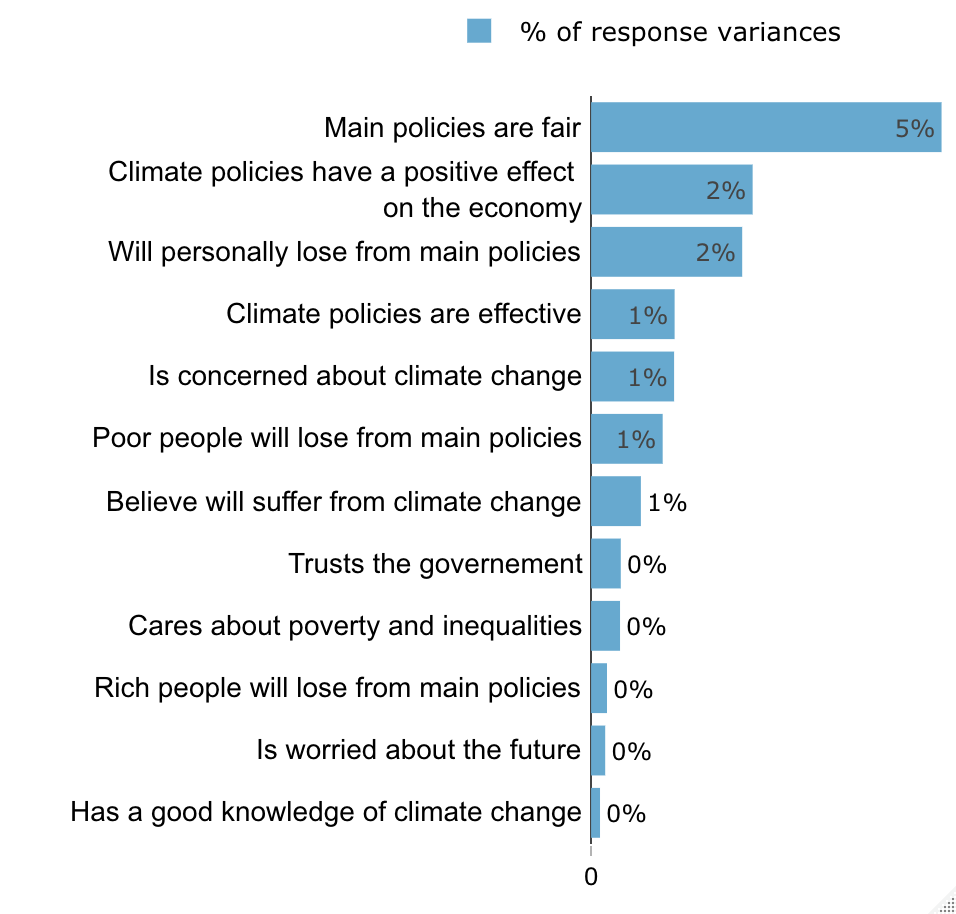 % of response variances
Main policies are fair
5%
Climate policies have a positive effect
on the economy
2%
Will personally lose from main policies
2%
Climate policies are effective
1%
Is concerned about climate change
1%
Poor people will lose from main policies
1%
Believe will suffer from climate change
1%
Trusts the governement
0%
Cares about poverty and inequalities
0%
Rich people will lose from main policies
0%
Is worried about the future
0%
Has a good knowledge of climate change
0%
0